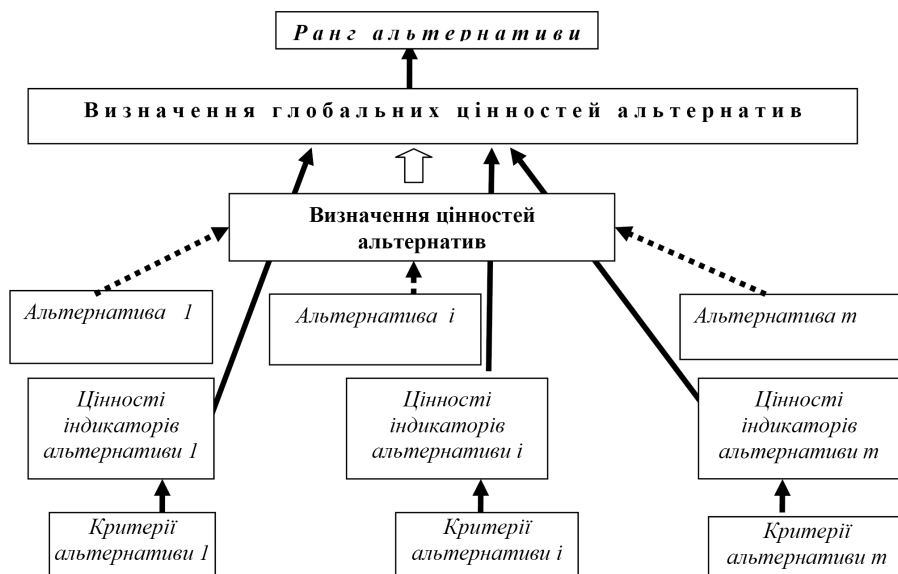 Ранг альтернативи
Визначення глобальних цінностей альтернатив
Визначення цінностей
альтернатив
Альтернатива 1
Альтернатива i
Альтернатива m
Цінності
індикаторів
альтернативи 1
Цінності
індикаторів
альтернативи i
Цінності
індикаторів
альтернативи m
Критерії
альтернативи 1
Критерії
альтернативи i
Критерії
альтернативи m